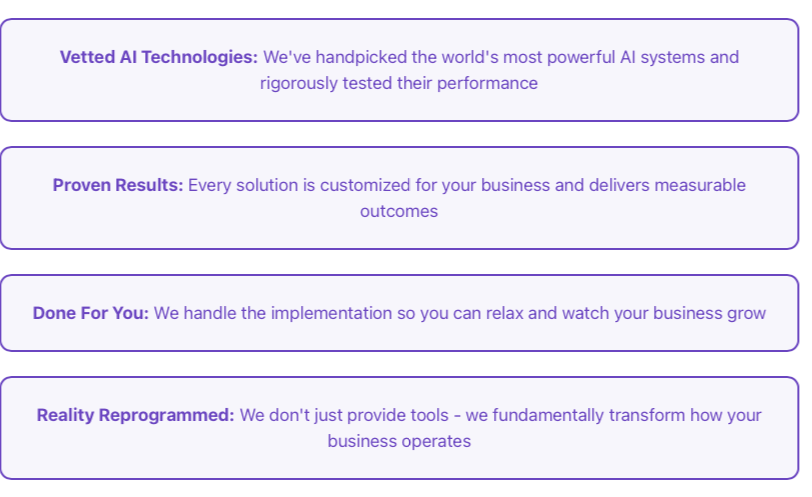 Vetted AI Technologies: We've handpicked the world's most powerful AI systems and
rigorously tested their performance
Proven Results: Every solution is customized for your business and delivers measurable
outcomes
Done For You: We handle the implementation so you can relax and watch your business grow
Reality Reprogrammed: We don't just provide tools - we fundamentally transform how your
business operates